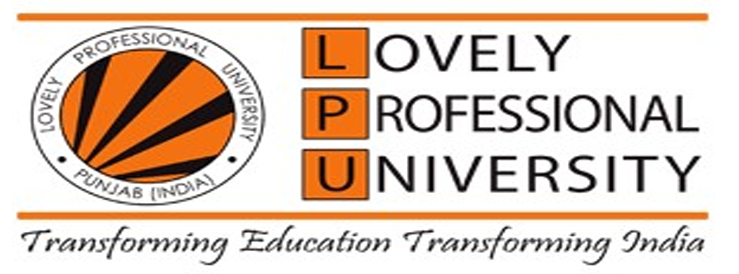 LOVELY PROFESSIONAL UNIVERSITY
PUNJAB (INDIA)
LOVELY
PROFESSIONAL
UNIVERSITY
Transforming Education Transforming India